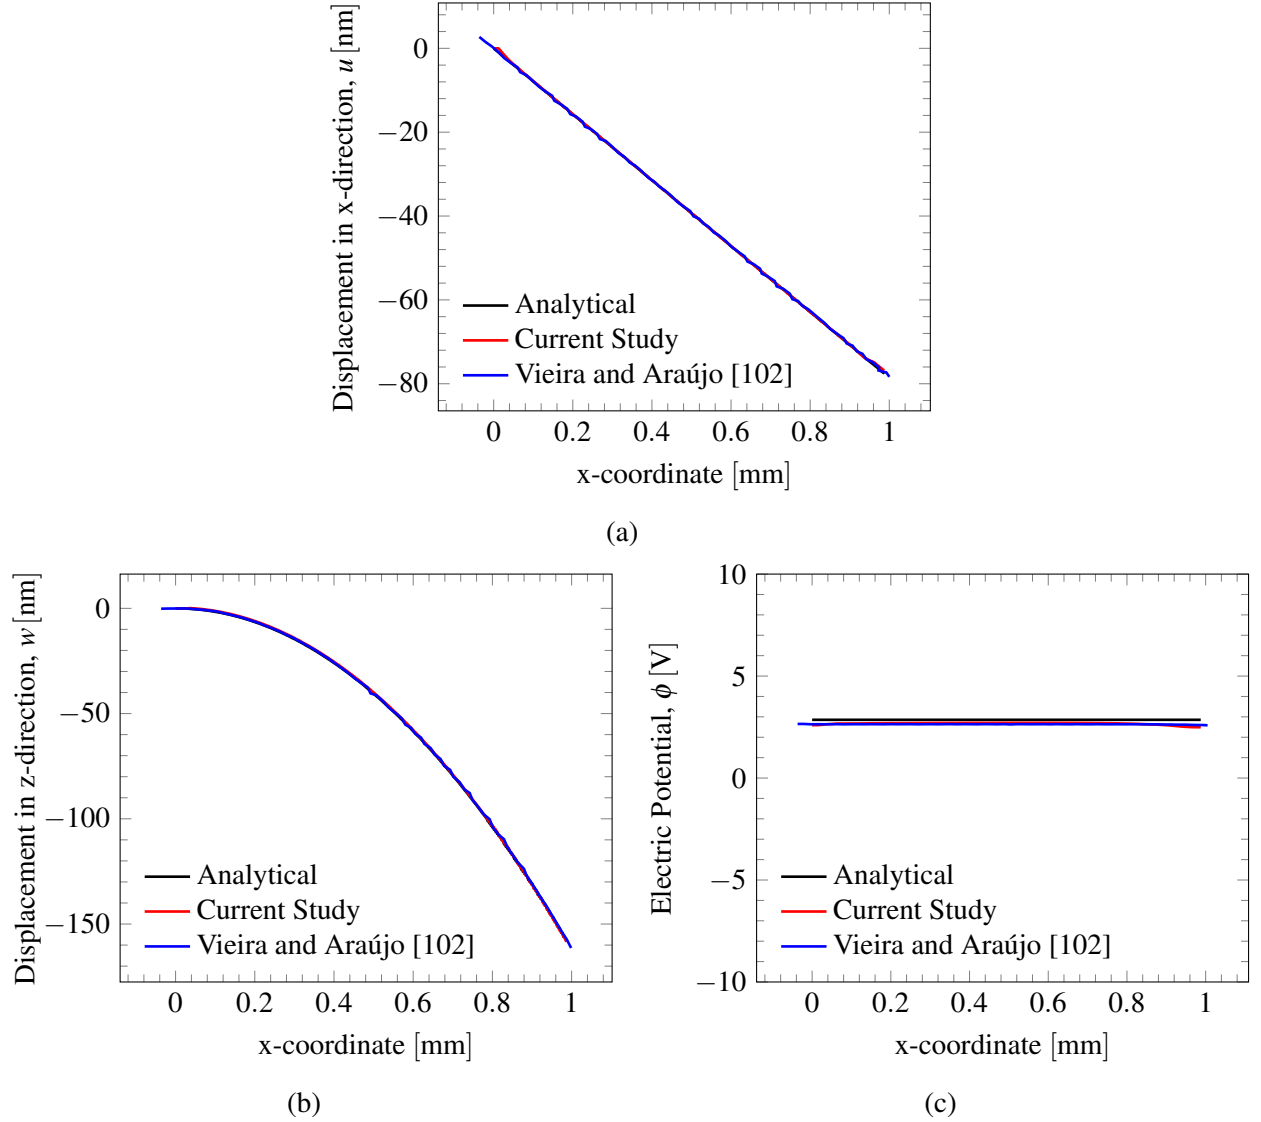 Displacement in x-direction, u [nm]
0
−20
−40
−60
−80
Analytical
Current Study
Vieira and Araújo [102]
0 0.2 0.4 0.6 0.8 1
x-coordinate [mm]
(a)
Displacement in z-direction, w [nm]
0
−50
−100
−150
Analytical
Current Study
Vieira and Araújo [102]
0 0.2 0.4 0.6 0.8 1
x-coordinate [mm]
(b)
Electric Potential, ϕ [V]
10
5
0
−5
−10
Analytical
Current Study
Vieira and Araújo [102]
0 0.2 0.4 0.6 0.8 1
x-coordinate [mm]
(c)